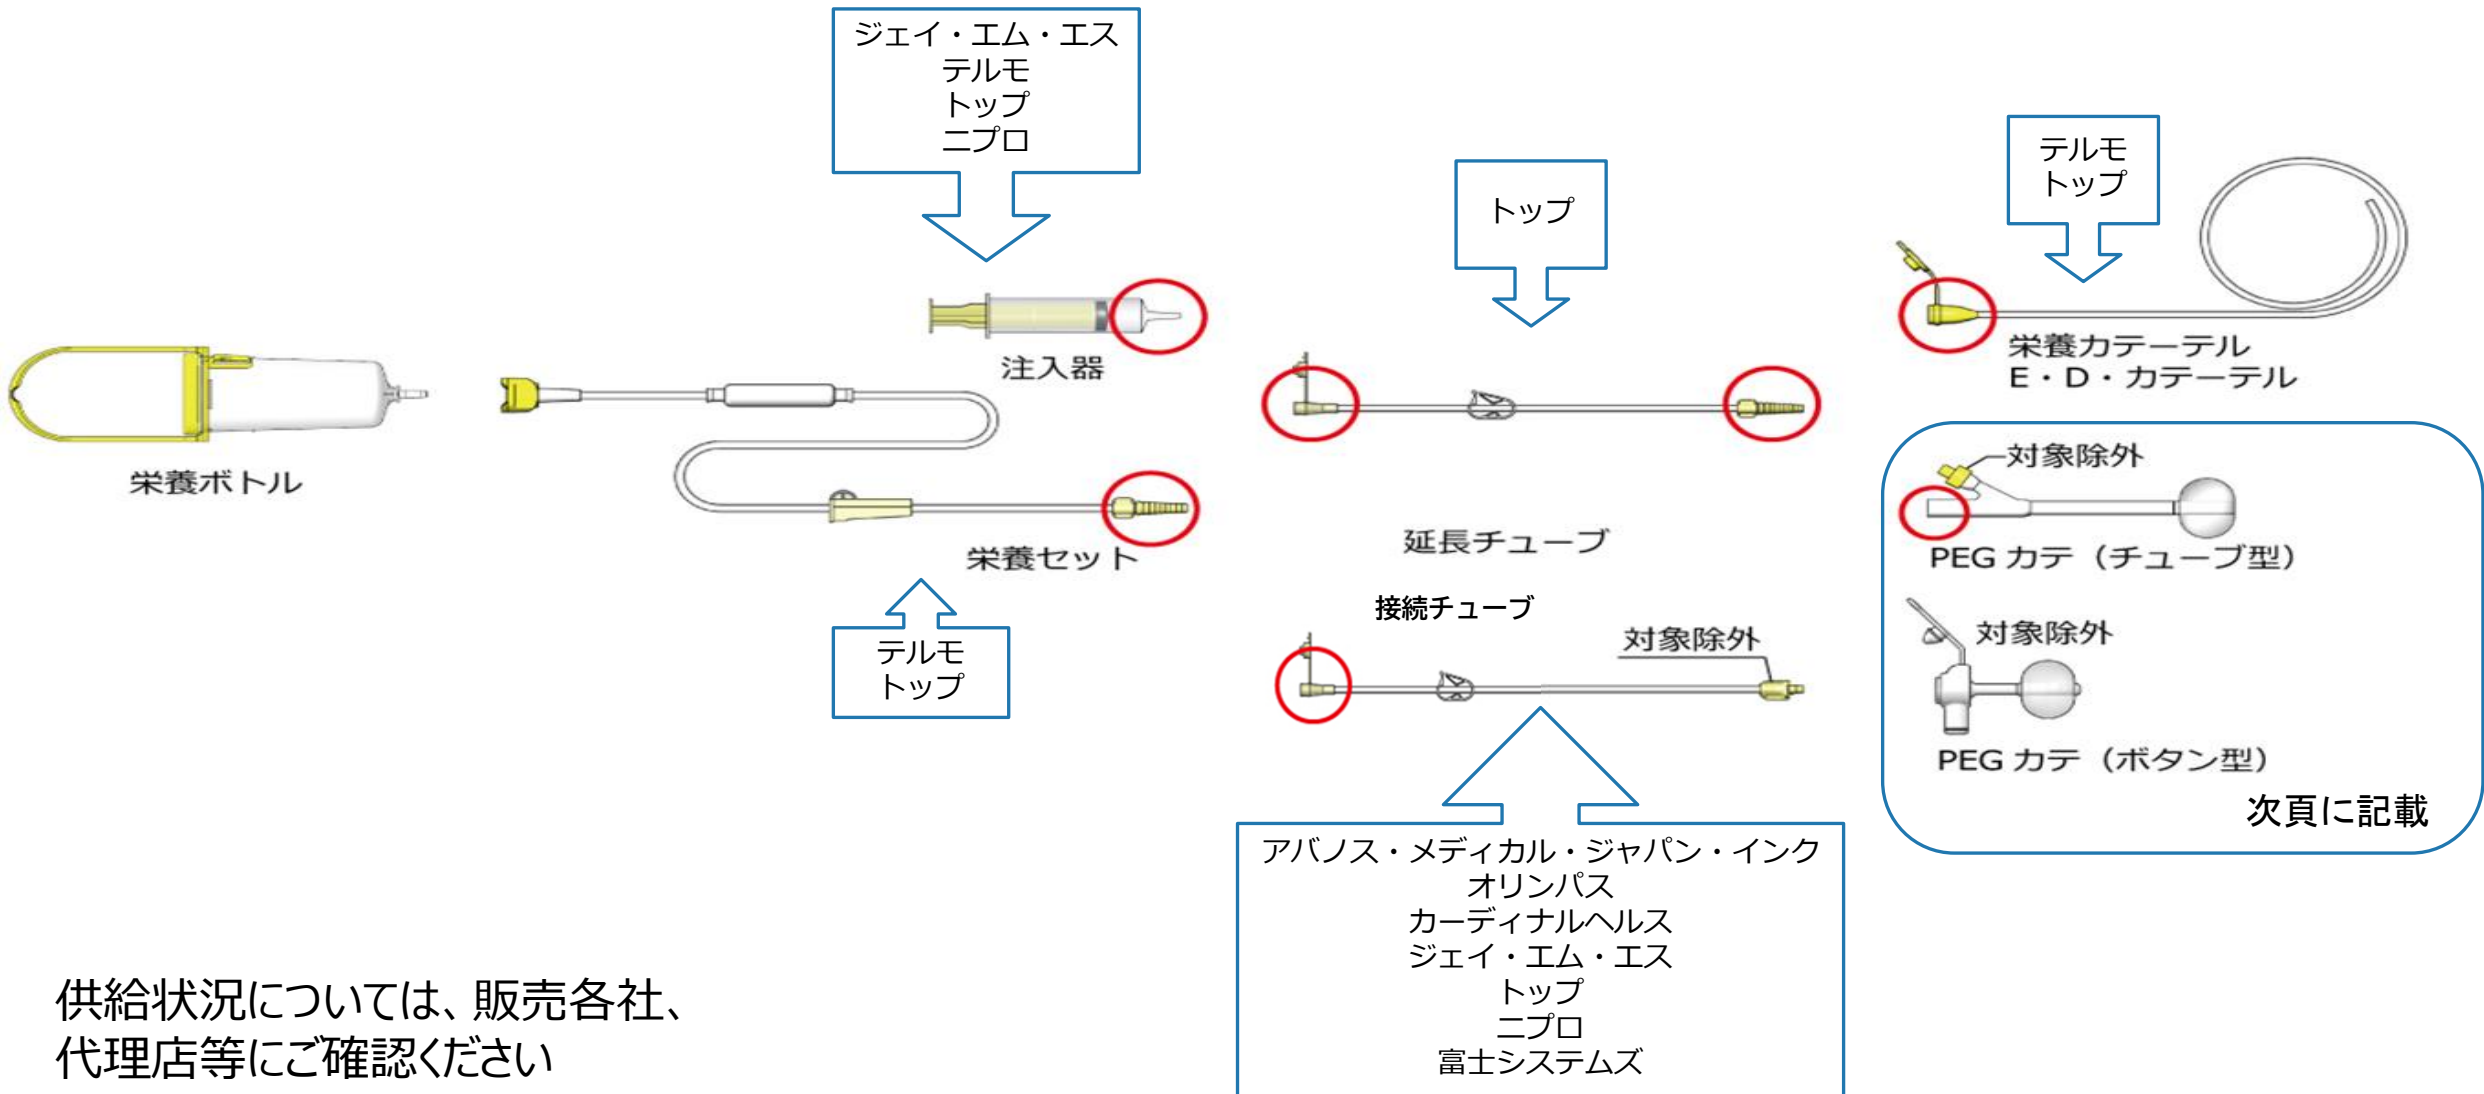 ジェイ・エム・エス
テルモ
トップ
ニプロ
注入器
栄養ボトル
栄養セット
テルモ
トップ
トップ
延長チューブ
接続チューブ
対象除外
アバノス・メディカル・ジャパン・インク
オリンパス
カーディナルヘルス
ジェイ・エム・エス
トップ
ニプロ
富士システムズ
テルモ
トップ
栄養カテーテル
E・D・カテーテル
対象除外
PEG カテ（チューブ型）
対象除外
PEG カテ（ボタン型）
次頁に記載
供給状況については、販売各社、
代理店等にご確認ください